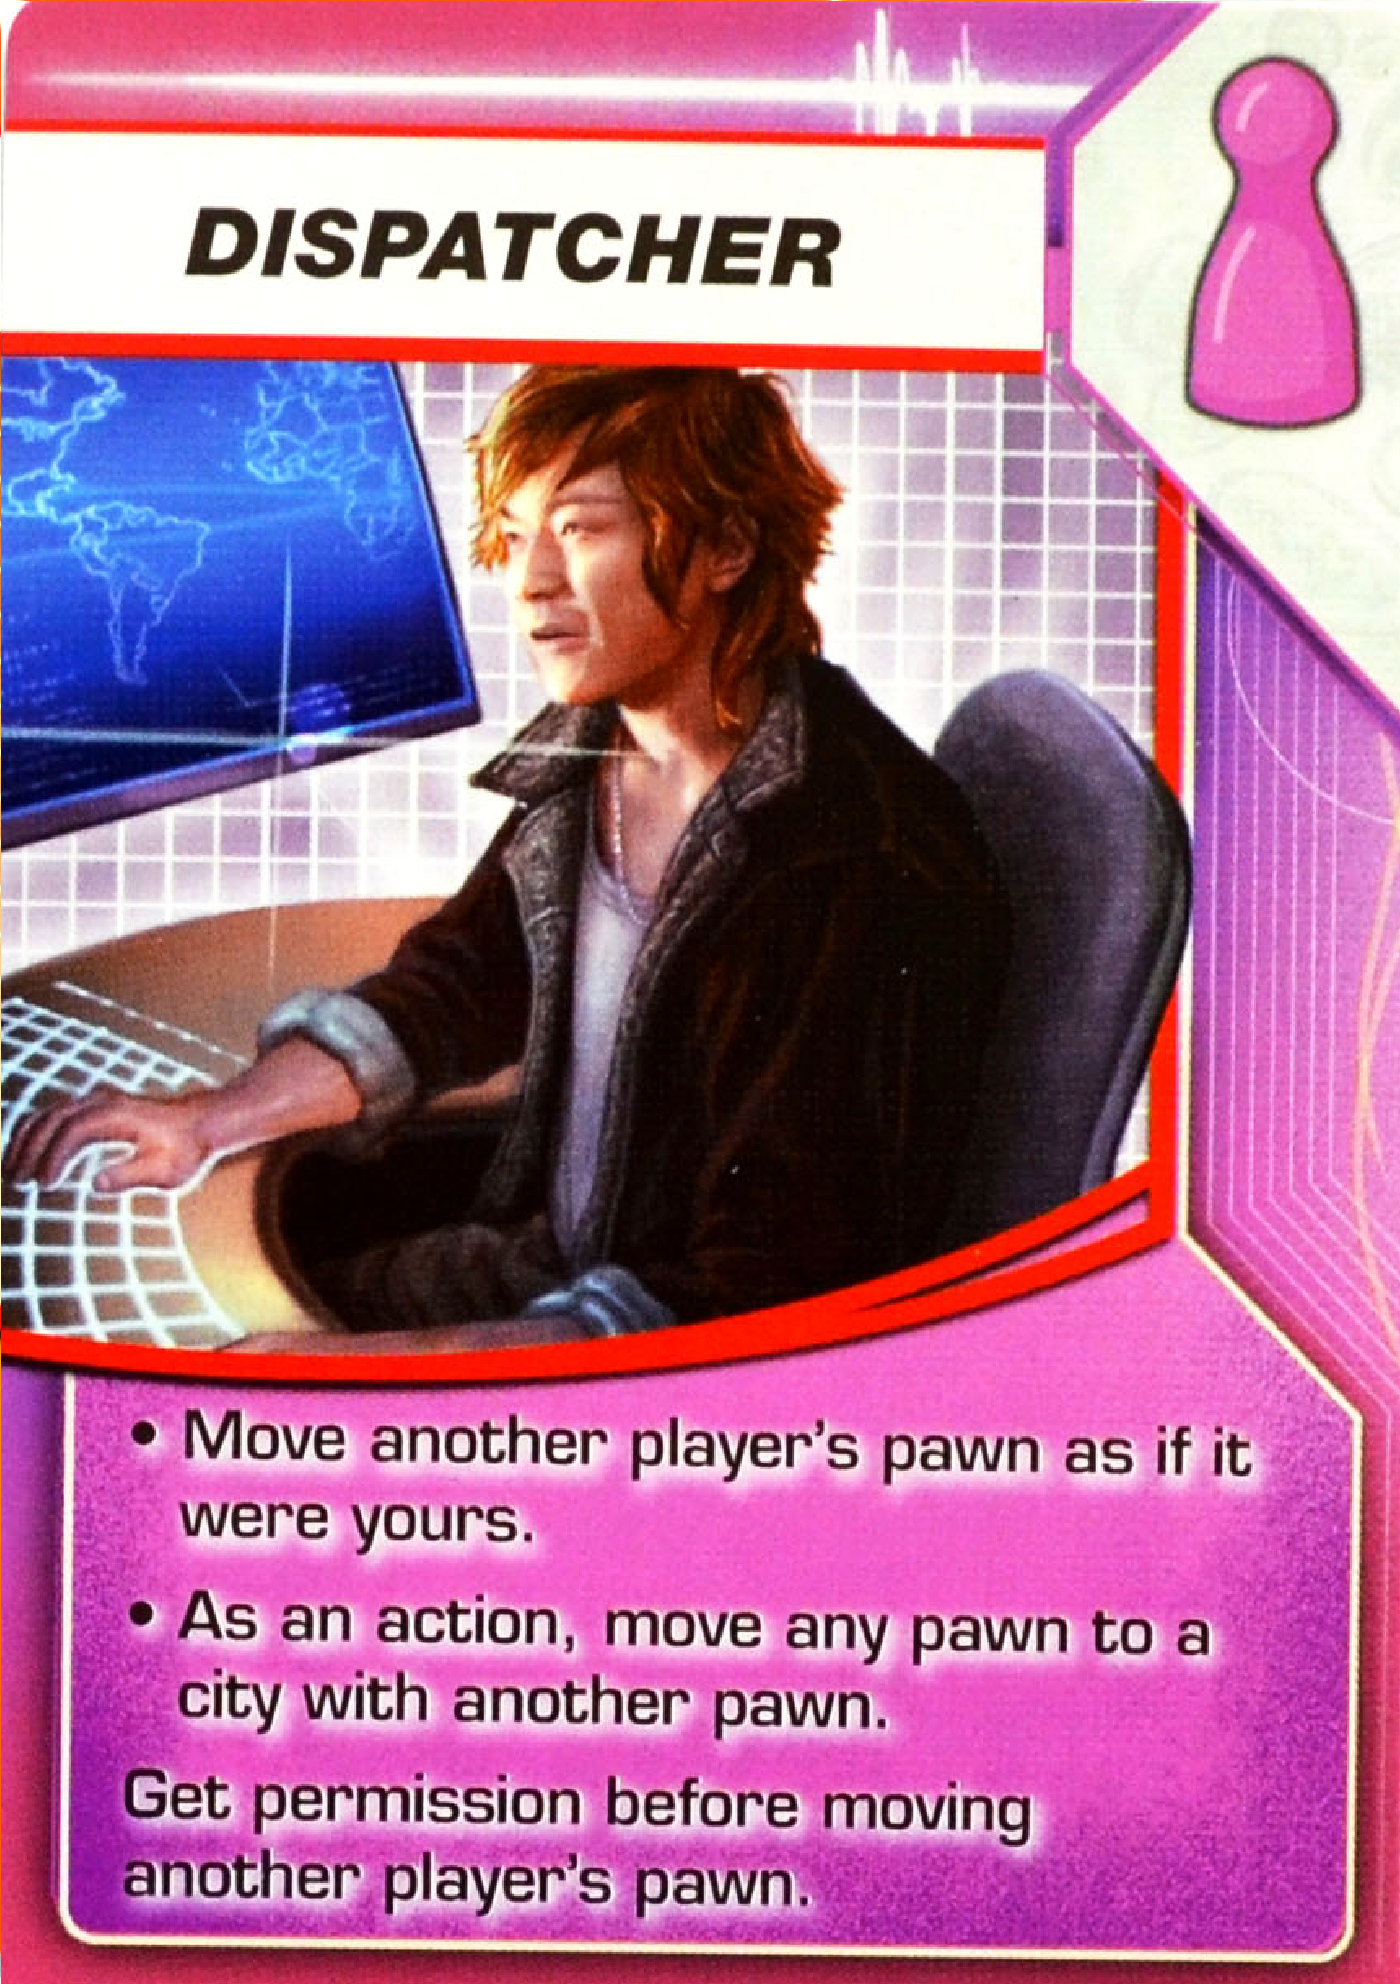 DISPATCHER
• Move another player's pawn as if it
were yours.
• As an action, move any pawn to a
city with another pawn.
Get permission before moving
another player's pawn.